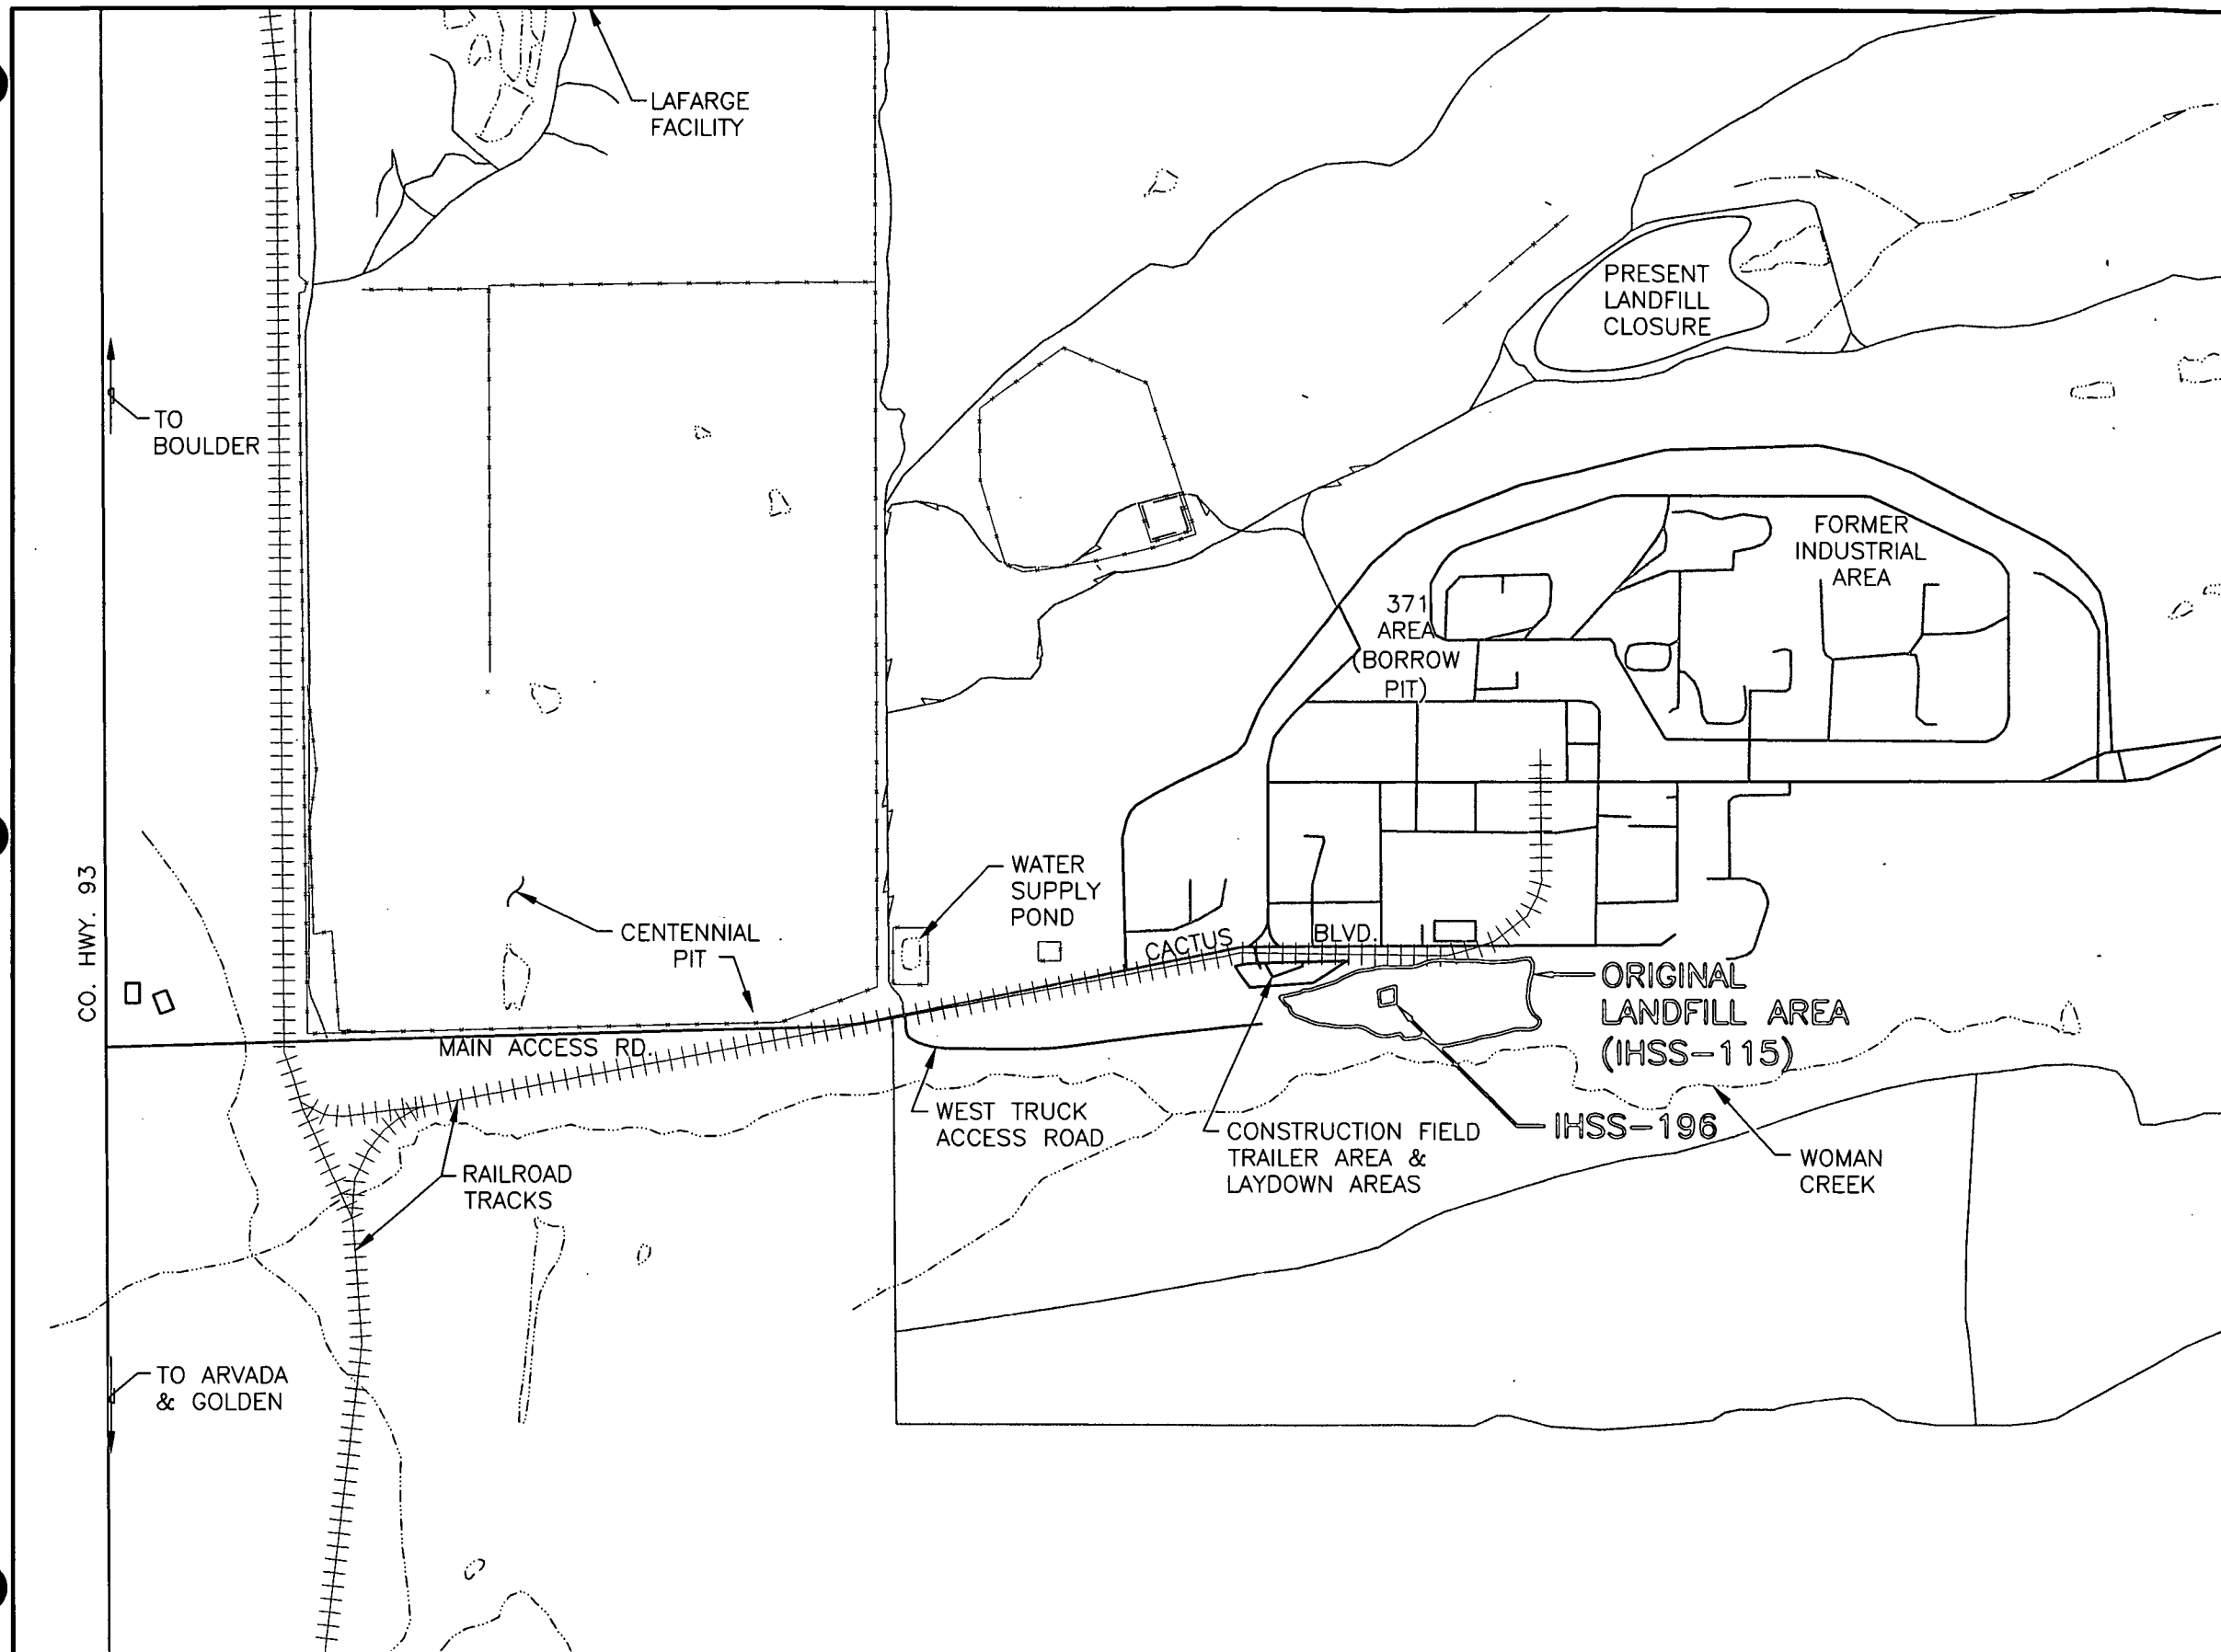 LAFARGE
FACILITY
PRESENT
LANDFILL
CLOSURE
TO
BOULDER
FORMER
INDUSTRIAL
AREA
371
AREA
(BORROW
PIT)
CO. HWY. 93
WATER
SUPPLY
POND
CENTENNIAL
PIT
CACTUS BLVD.
ORIGINAL
LANDFILL AREA
(IHSS-115)
MAIN ACCESS RD.
WEST TRUCK
ACCESS ROAD
CONSTRUCTION FIELD
TRAILER AREA &
LAYDOWN AREAS
IHSS-196
WOMAN
CREEK
RAILROAD
TRACKS
TO ARVADA
& GOLDEN